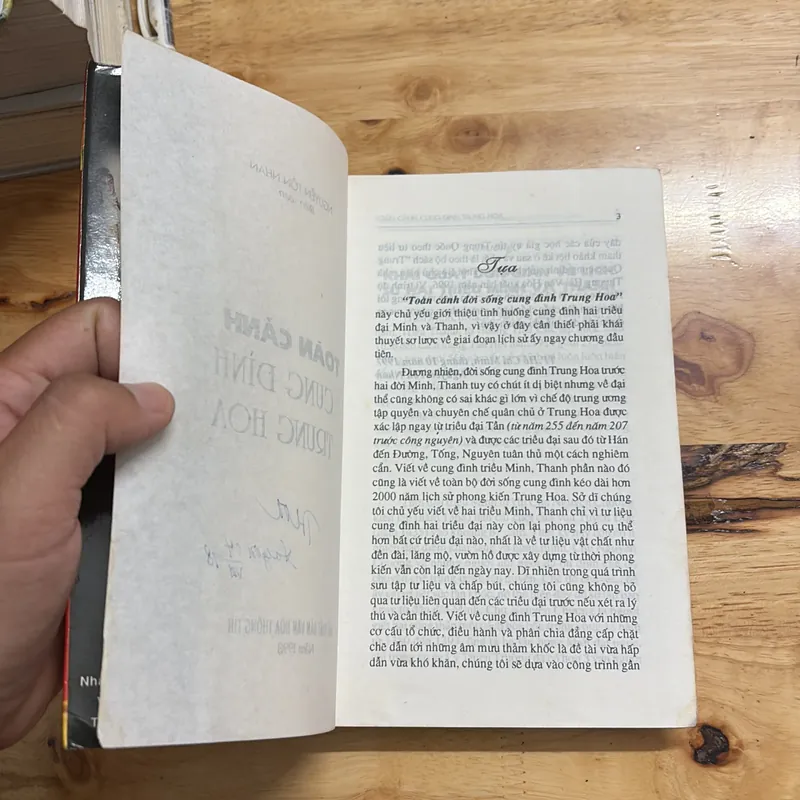 NGUYỄN TÔN NHAN
TOÀN CẢNH
CUNG ĐÌNH
TRUNG HOA
VĂN HÓA THÔNG TIN
Năm 1998
Nhà
T
3
Tựa
"Toàn cảnh đời sống cung đình Trung Hoa"
này chủ yếu giới thiệu tình huống cung đình hai triều
đại Minh và Thanh, vì vậy ở đây cần thiết phải khái
thuyết sơ lược về giai đoạn lịch sử ấy ngay chương đầu
tiên.
Đương nhiên, đời sống cung đình Trung Hoa trước
hai đời Minh, Thanh tuy có chút ít dị biệt nhưng về đại
thể cũng không có sai khác gì lớn vì chế độ trung ương
tập quyền và chuyên chế quân chủ ở Trung Hoa được
xác lập ngay từ triều đại Tần (từ năm 255 đến năm 207
trước công nguyên) và được các triều đại sau đó từ Hán
đến Đường, Tống, Nguyên tuân thủ một cách nghiêm
cẩn. Viết về cung đình triều Minh, Thanh phần nào đó
cũng là viết về toàn bộ đời sống cung đình kéo dài hơn
2000 năm lịch sử phong kiến Trung Hoa. Sở dĩ chúng
tôi chủ yếu viết về hai triều Minh, Thanh chỉ vì tư liệu
cung đình hai triều đại này còn lại phong phú cụ thể
hơn bất cứ triều đại nào, nhất là về tư liệu vật chất như
đền đài, lăng mộ, vườn hồ được xây dựng từ thời phong
kiến vẫn còn lại đến ngày nay. Dĩ nhiên trong quá trình
sưu tập tư liệu và chấp bút, chúng tôi cũng không bỏ
qua tư liệu liên quan đến các triều đại trước nếu xét ra lý
thú và cần thiết. Viết về cung đình Trung Hoa với những
cơ cấu tổ chức, điều hành và phân chia đẳng cấp chặt
chẽ dẫn tới những âm mưu thảm khốc là đề tài vừa hấp
dẫn vừa khó khăn, chúng tôi sẽ dựa vào công trình gần